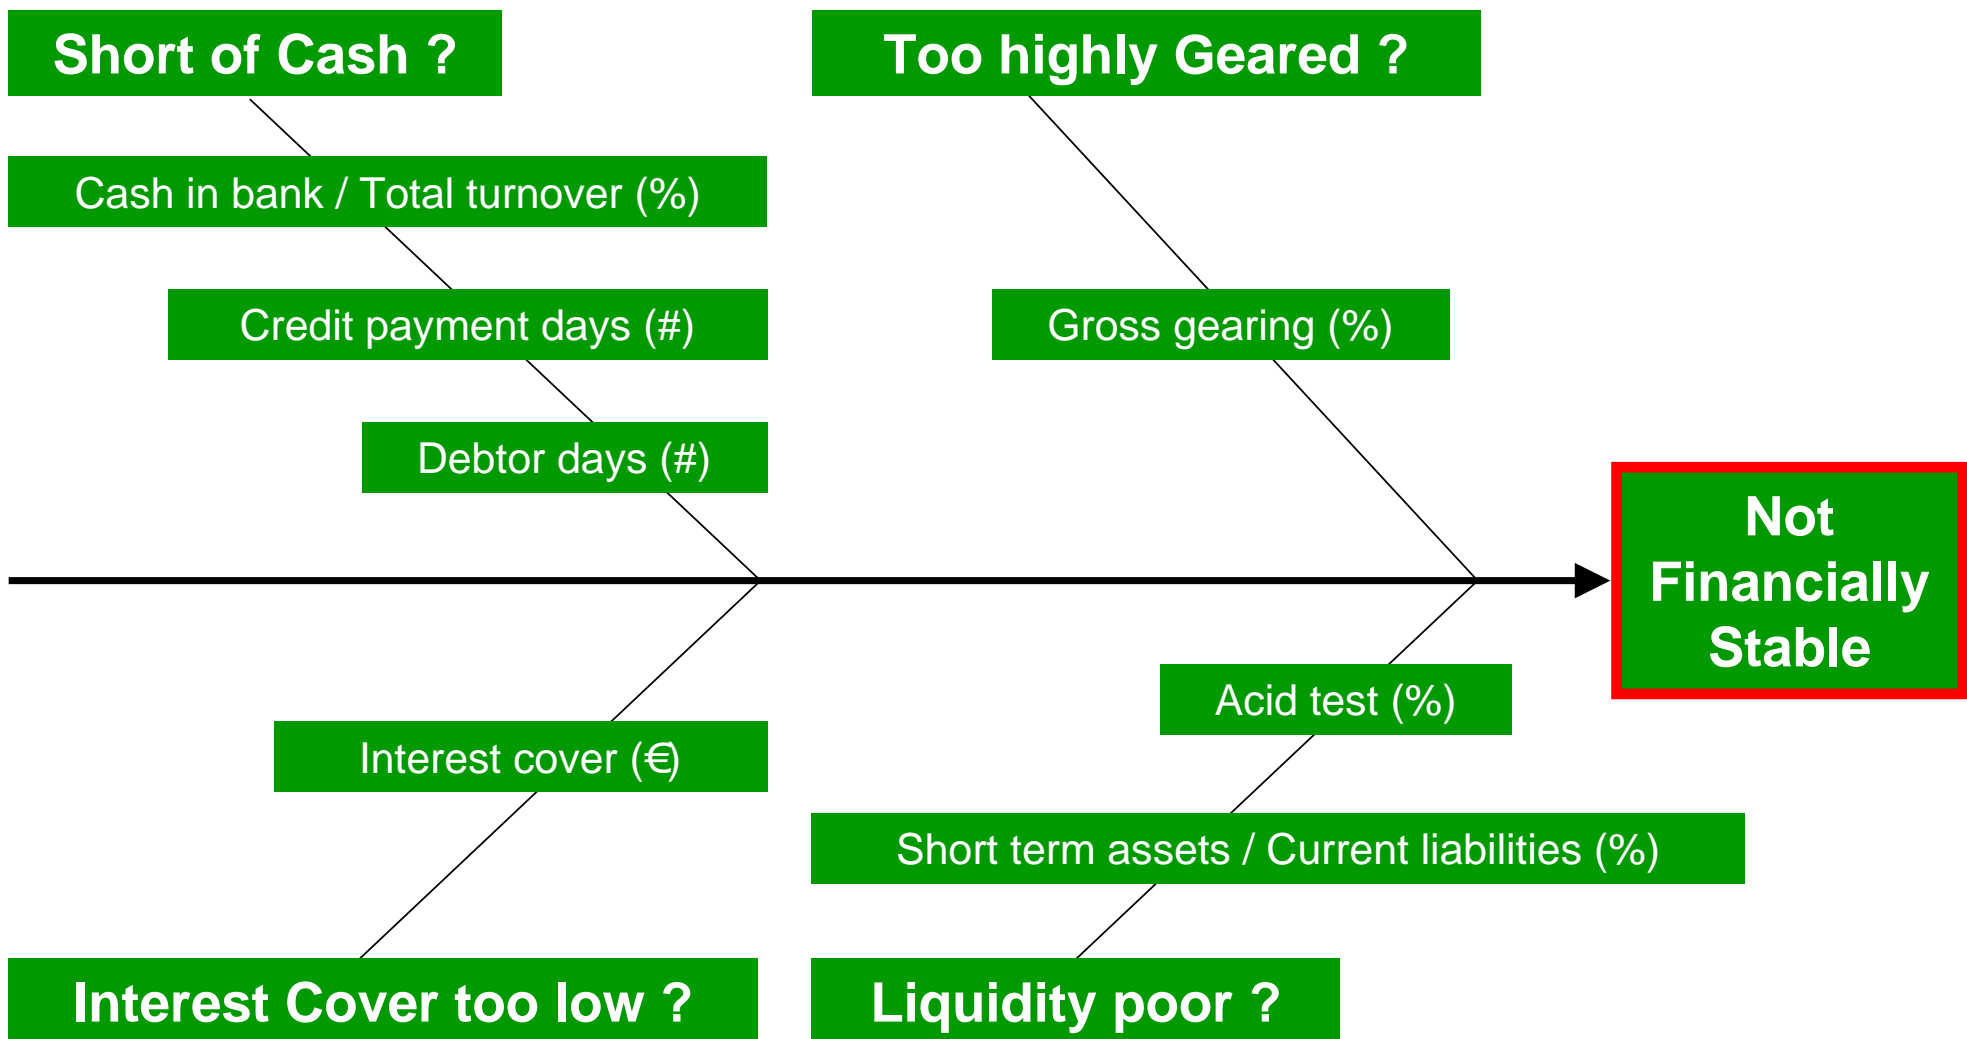 Short of Cash ?
Too highly Geared ?
Cash in bank / Total turnover (%)
Credit payment days (#)
Gross gearing (%)
Debtor days (#)
Not
Financially
Stable
Acid test (%)
Interest cover (€)
Short term assets / Current liabilities (%)
Interest Cover too low ?
Liquidity poor ?